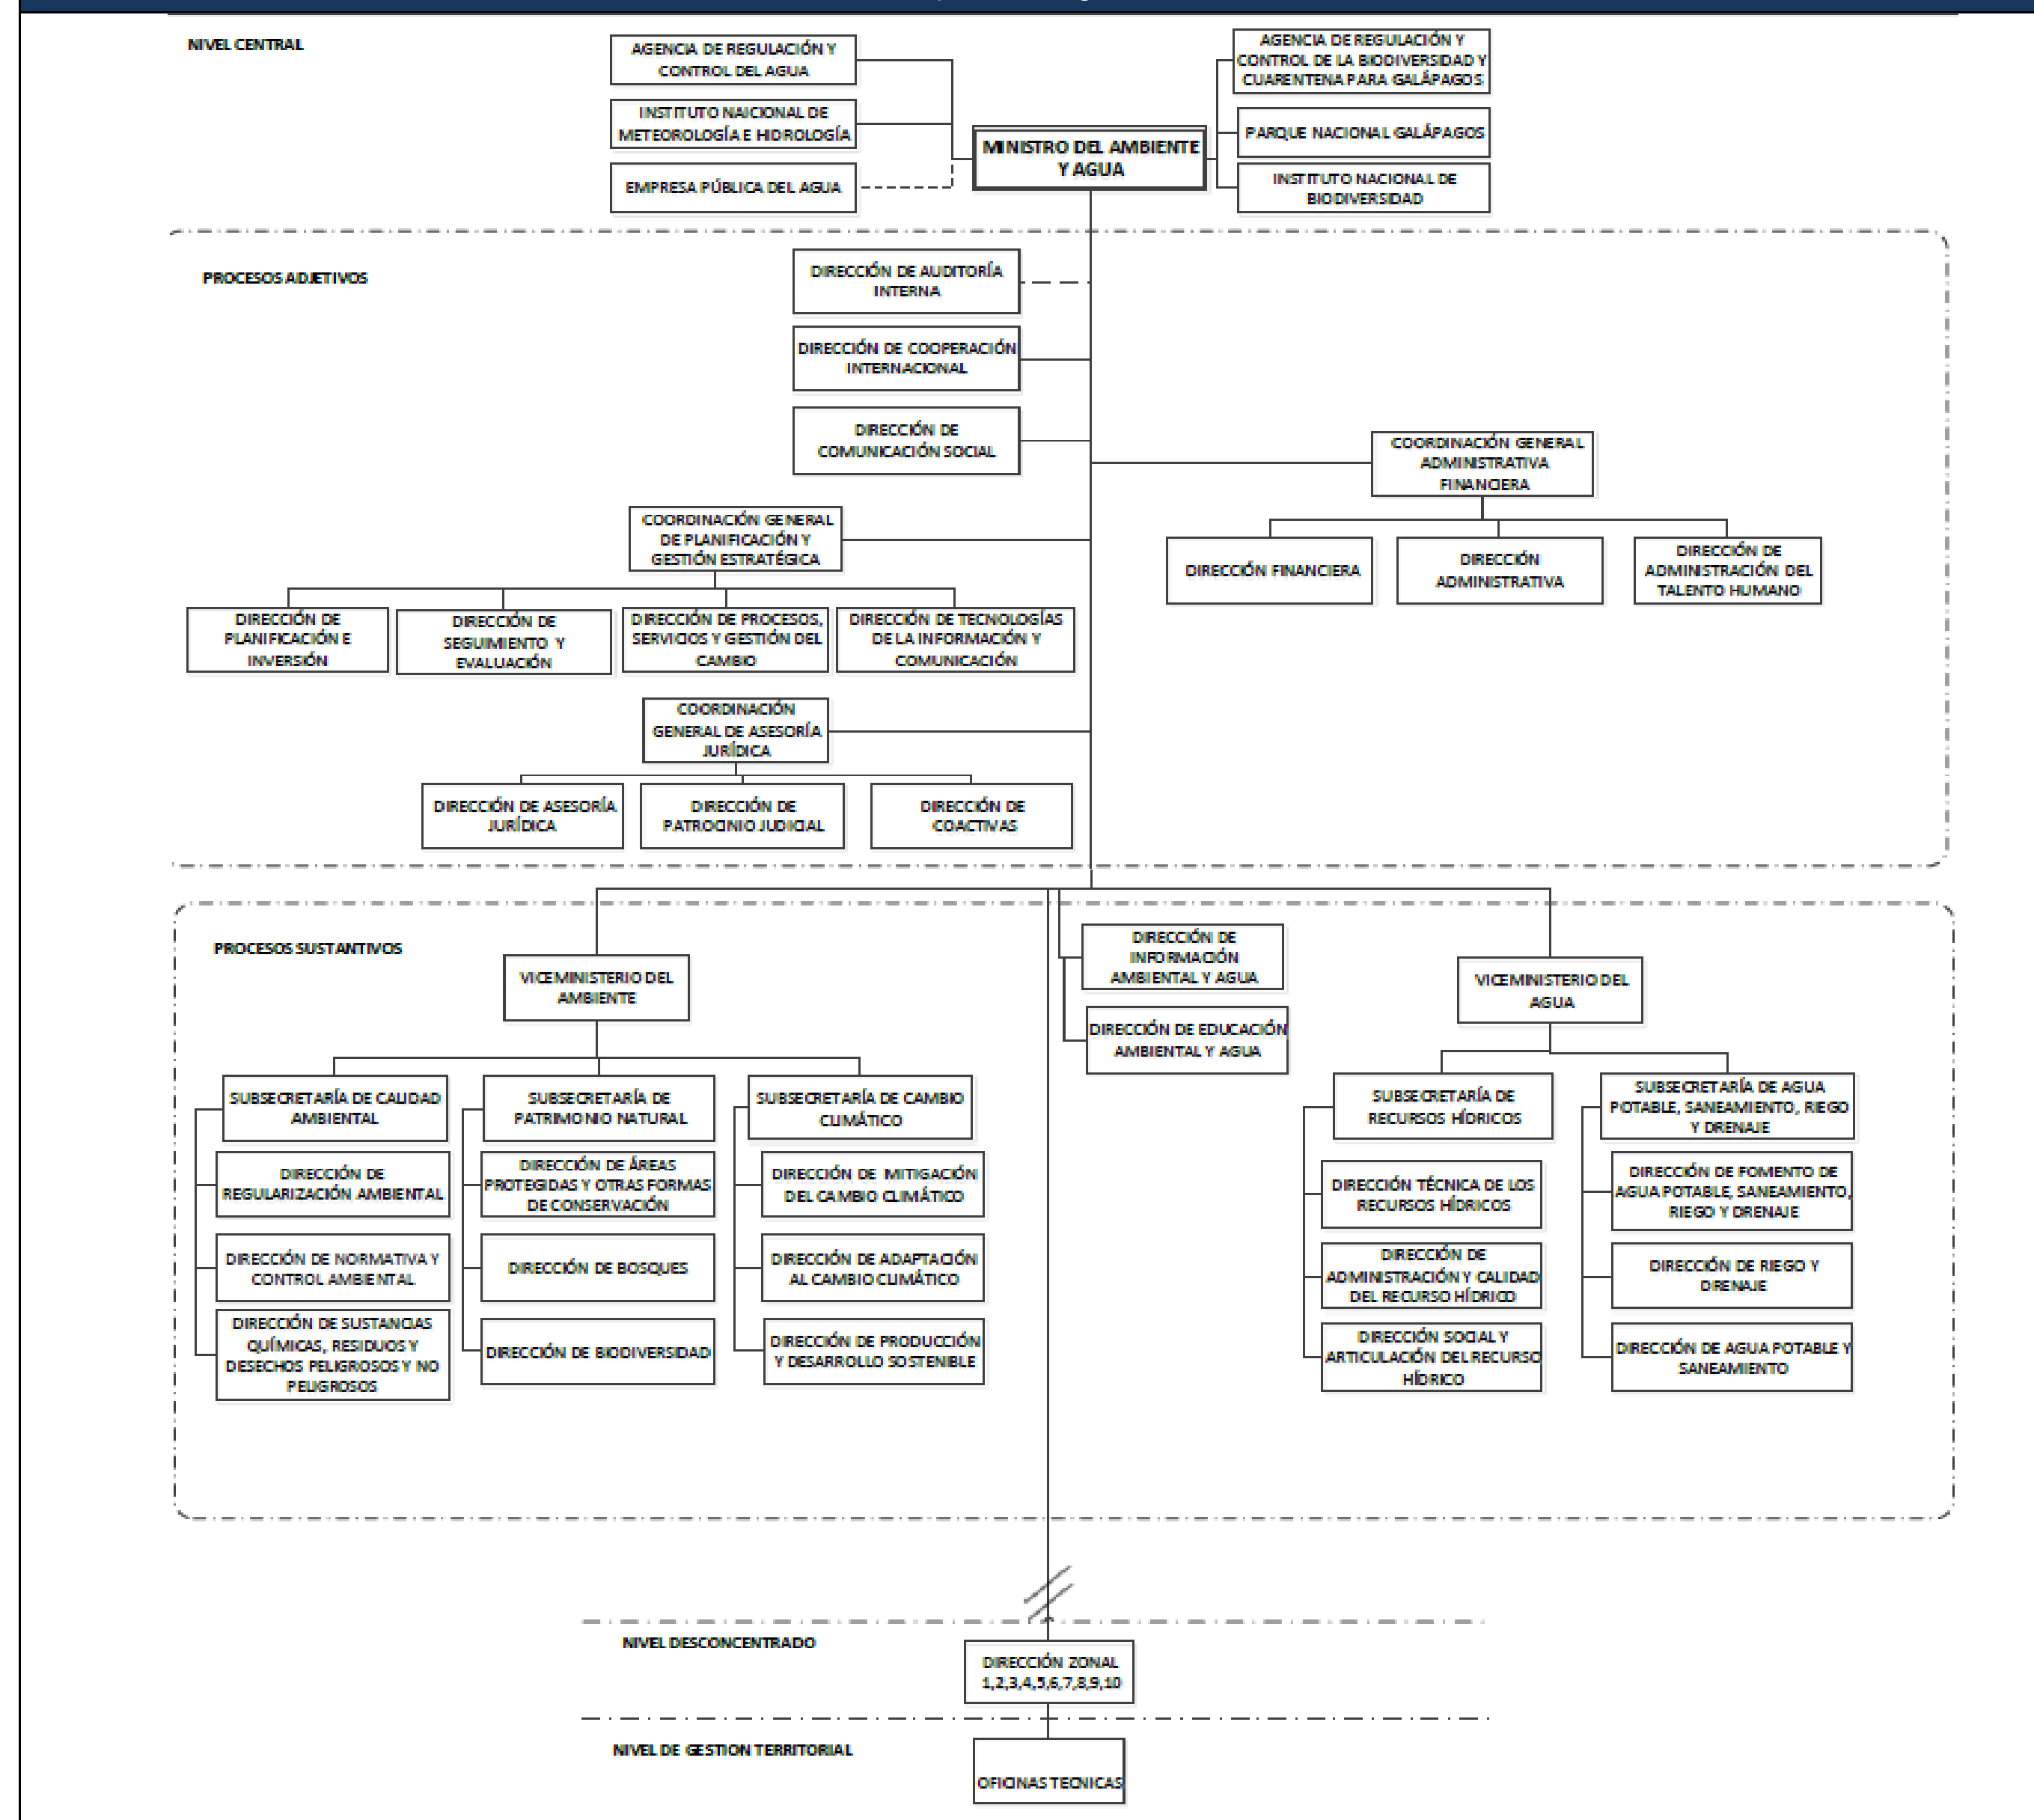 NIVEL CENTRAL
AGENCIA DE REGULACIÓN Y
CONTROL DEL AGUA
INSTITUTO NAICIONAL DE
METEOROLOGÍA E HIDROLOGÍA
EMPRESA PÚBLICA DEL AGUA
MINISTRO DEL AMBIENTE
Y AGUA
AGENCIA DE REGULACIÓN Y
CONTROL DE LA BIODIVERSIDAD Y
CUARENTENA PARA GALÁPAGOS
PARQUE NACIONAL GALÁPAGOS
INSTITUTO NACIONAL DE
BIODIVERSIDAD
PROCESOS ADJETIVOS
DIRECCIÓN DE AUDITORÍA
INTERNA
DIRECCIÓN DE COOPERACIÓN
INTERNACIONAL
DIRECCIÓN DE
COMUNICACIÓN SOCIAL
COORDINACIÓN GENERAL
ADMINISTRATIVA
FINANCIERA
DIRECCIÓN FINANCIERA
DIRECCIÓN
ADMINISTRATIVA
DIRECCIÓN DE
ADMINISTRACIÓN DEL
TALENTO HUMANO
COORDINACIÓN GENERAL
DE PLANIFICACIÓN Y
GESTIÓN ESTRATÉGICA
DIRECCIÓN DE
PLANIFICACIÓN E
INVERSIÓN
DIRECCIÓN DE
SEGUIMIENTO Y
EVALUACIÓN
DIRECCIÓN DE PROCESOS,
SERVICIOS Y GESTIÓN DEL
CAMBIO
DIRECCIÓN DE TECNOLOGÍAS
DE LA INFORMACIÓN Y
COMUNICACIÓN
COORDINACIÓN
GENERAL DE ASESORÍA
JURÍDICA
DIRECCIÓN DE ASESORÍA
JURÍDICA
DIRECCIÓN DE
PATROCINIO JUDICIAL
DIRECCIÓN DE
COACTIVAS
PROCESOS SUSTANTIVOS
VICEMINISTERIO DEL
AMBIENTE
DIRECCIÓN DE
INFORMACIÓN
AMBIENTAL Y AGUA
DIRECCIÓN DE EDUCACIÓN
AMBIENTAL Y AGUA
VICEMINISTERIO DEL
AGUA
SUBSECRETARÍA DE CALIDAD
AMBIENTAL
DIRECCIÓN DE
REGULARIZACIÓN AMBIENTAL
DIRECCIÓN DE NORMATIVA Y
CONTROL AMBIENTAL
DIRECCIÓN DE SUSTANCIAS
QUÍMICAS, RESIDUOS Y
DESECHOS PELIGROSOS Y NO
PELIGROSOS
SUBSECRETARÍA DE
PATRIMONIO NATURAL
DIRECCIÓN DE ÁREAS
PROTEGIDAS Y OTRAS FORMAS
DE CONSERVACIÓN
DIRECCIÓN DE BOSQUES
DIRECCIÓN DE BIODIVERSIDAD
SUBSECRETARÍA DE CAMBIO
CLIMÁTICO
DIRECCIÓN DE MITIGACIÓN
DEL CAMBIO CLIMÁTICO
DIRECCIÓN DE ADAPTACIÓN
AL CAMBIO CLIMÁTICO
DIRECCIÓN DE PRODUCCIÓN
Y DESARROLLO SOSTENIBLE
SUBSECRETARÍA DE
RECURSOS HÍDRICOS
DIRECCIÓN TÉCNICA DE LOS
RECURSOS HÍDRICOS
DIRECCIÓN DE
ADMINISTRACIÓN Y CALIDAD
DEL RECURSO HÍDRICO
DIRECCIÓN SOCIAL Y
ARTICULACIÓN DEL RECURSO
HÍDRICO
SUBSECRETARÍA DE AGUA
POTABLE, SANEAMIENTO, RIEGO
Y DRENAJE
DIRECCIÓN DE FOMENTO DE
AGUA POTABLE, SANEAMIENTO,
RIEGO Y DRENAJE
DIRECCIÓN DE RIEGO Y
DRENAJE
DIRECCIÓN DE AGUA POTABLE Y
SANEAMIENTO
NIVEL DESCONCENTRADO
DIRECCIÓN ZONAL
1,2,3,4,5,6,7,8,9,10
NIVEL DE GESTION TERRITORIAL
OFICINAS TECNICAS